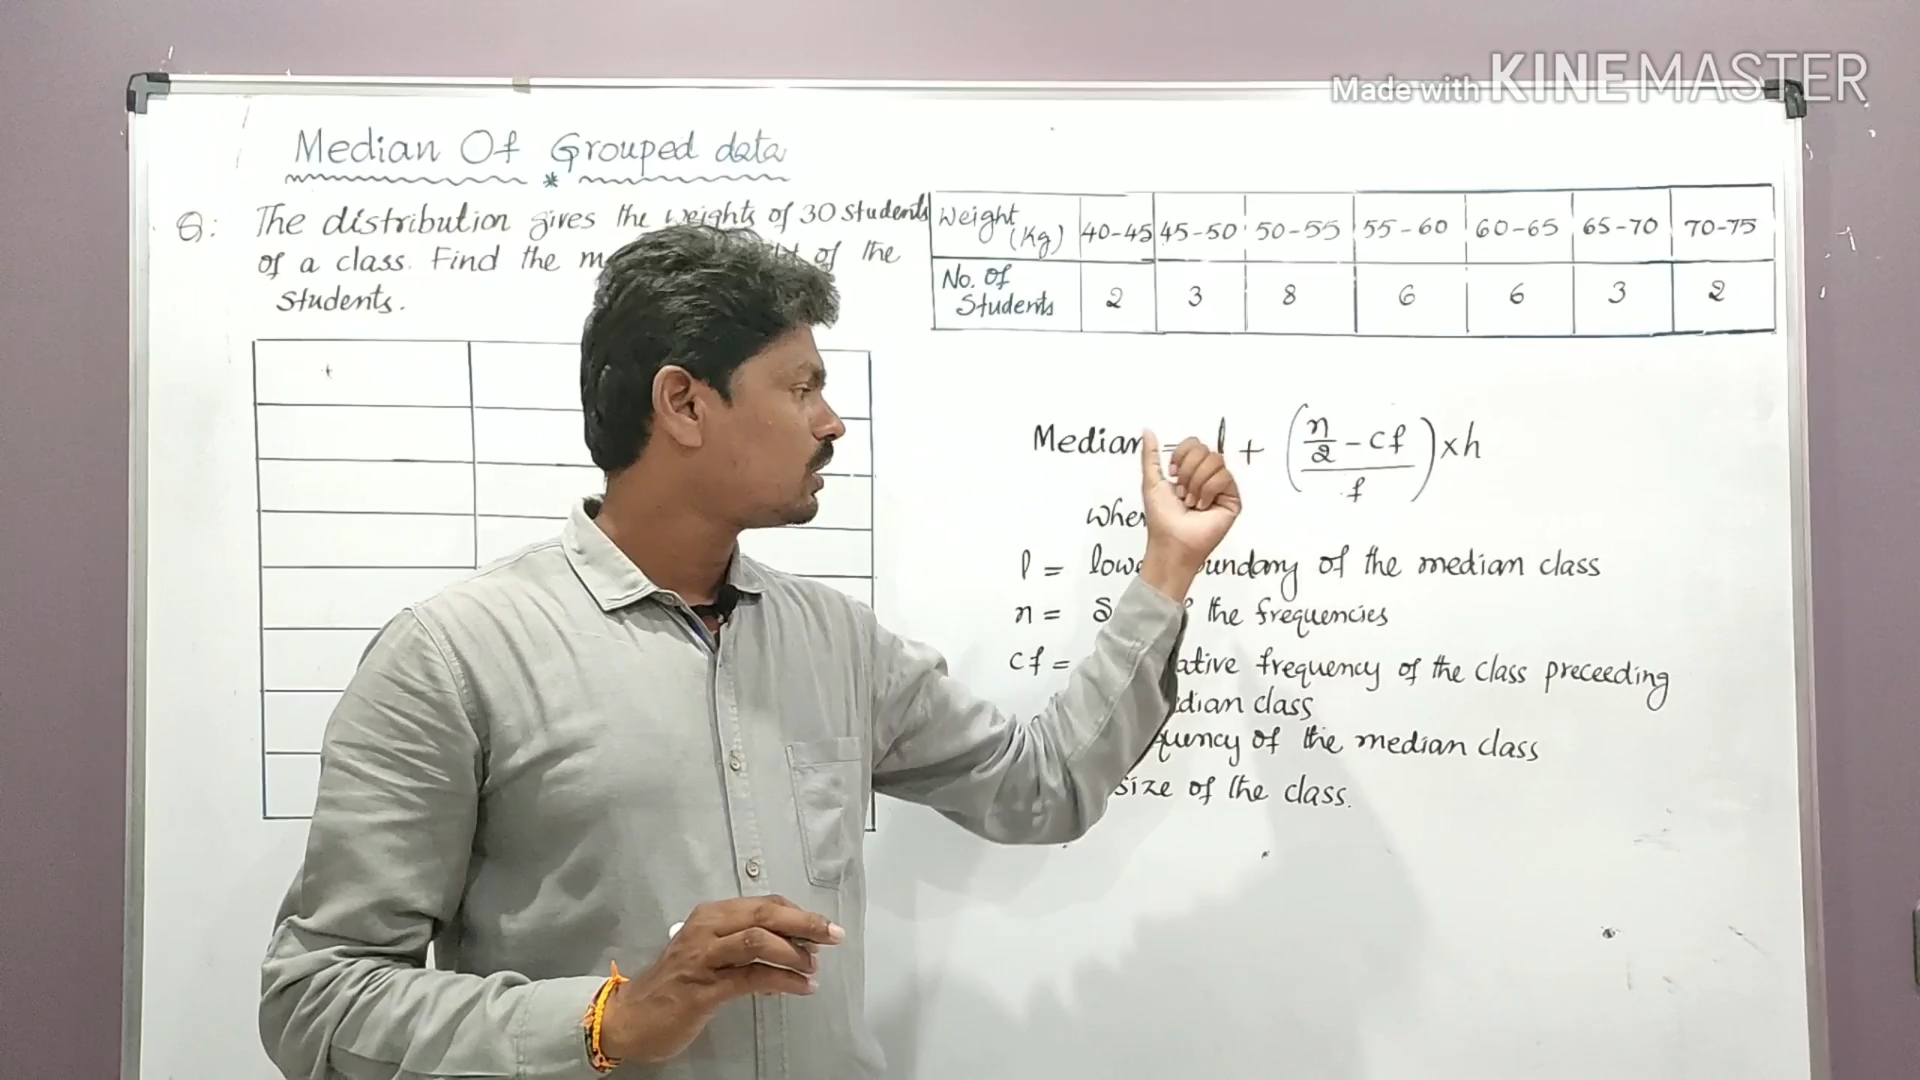 Made with KINEMASTER
Median Of Grouped data
Q: The distribution gives the weights of 30 students
of a class. Find the of the
students.
Weight (Kg) 40-45 45-50 50-55 55-60 60-65 65-70 70-75
No. of Students 2 3 8 6 6 3 2
Median = l + ( n/2 - cf / f ) × h
l = of the median class
n = the frequencies
cf = frequency of the class preceeding
class
of the median class
size of the class.